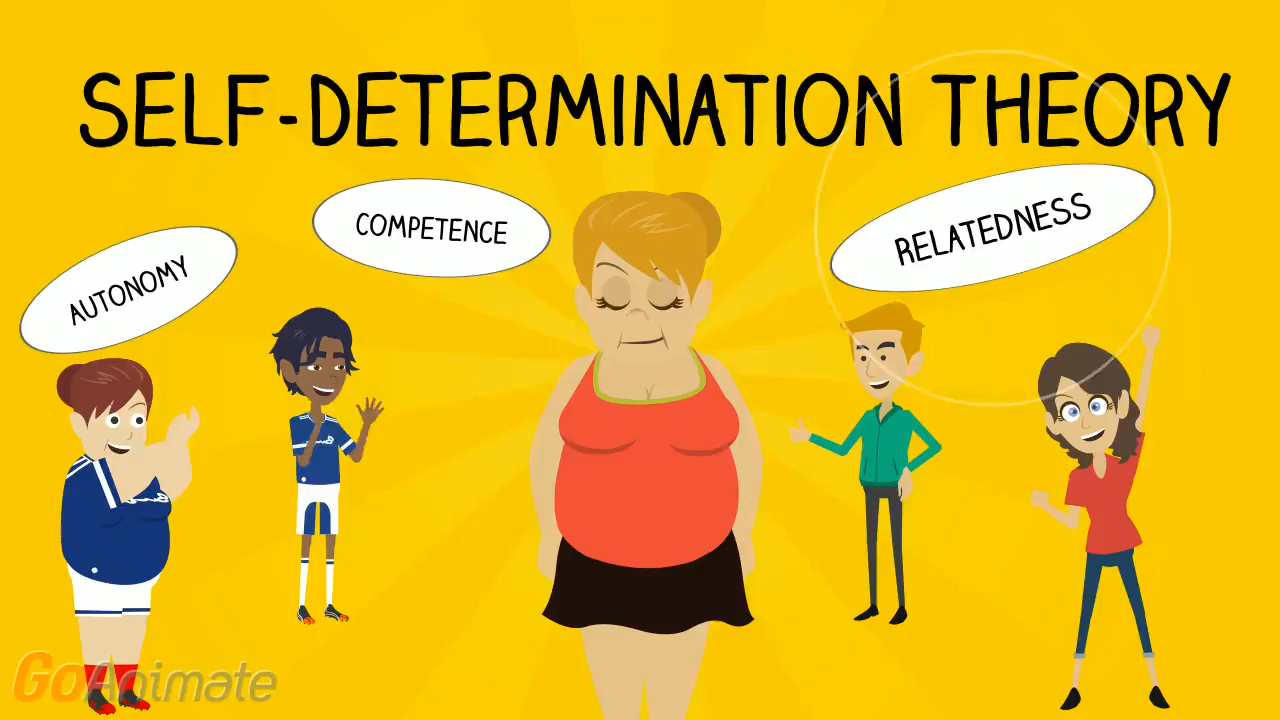 SELF-DETERMINATION THEORY
AUTONOMY
COMPETENCE
RELATEDNESS
GoAnimate